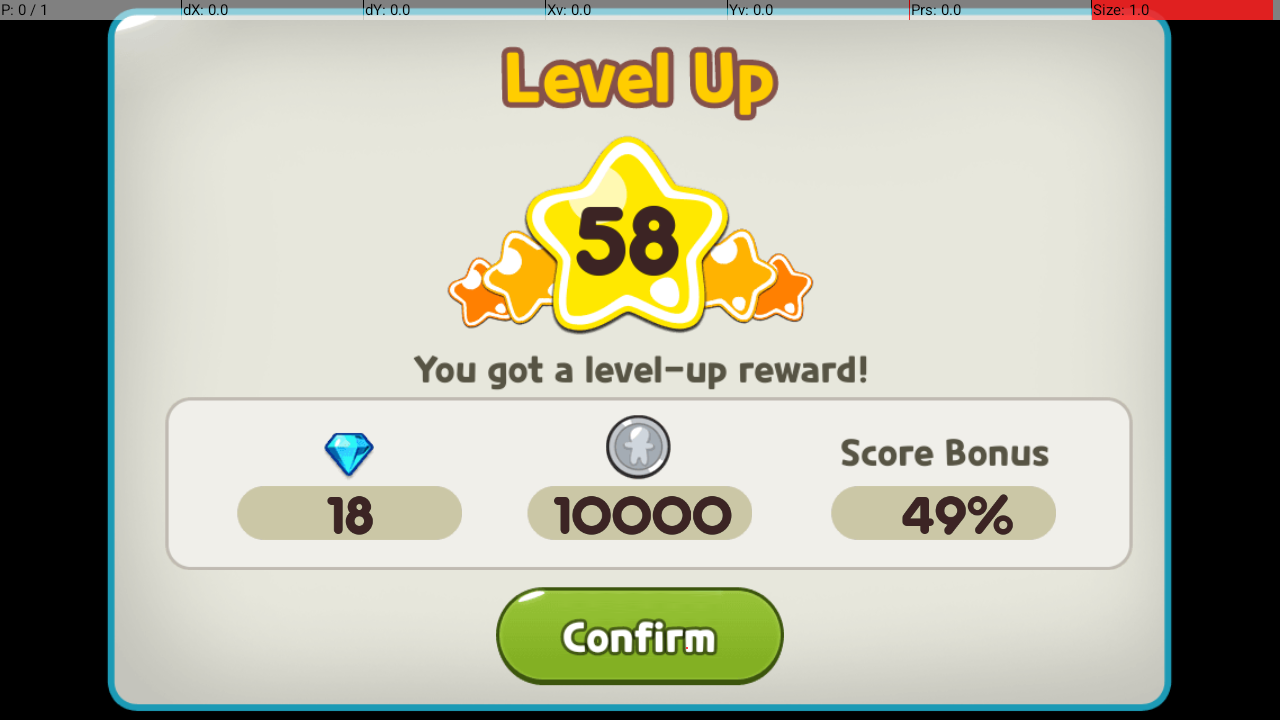 P: 0 / 1 dX: 0.0 dY: 0.0 Xv: 0.0 Yv: 0.0 Prs: 0.0 Size: 1.0
Level Up
58
You got a level-up reward!
Score Bonus
18 10000 49%
Confirm